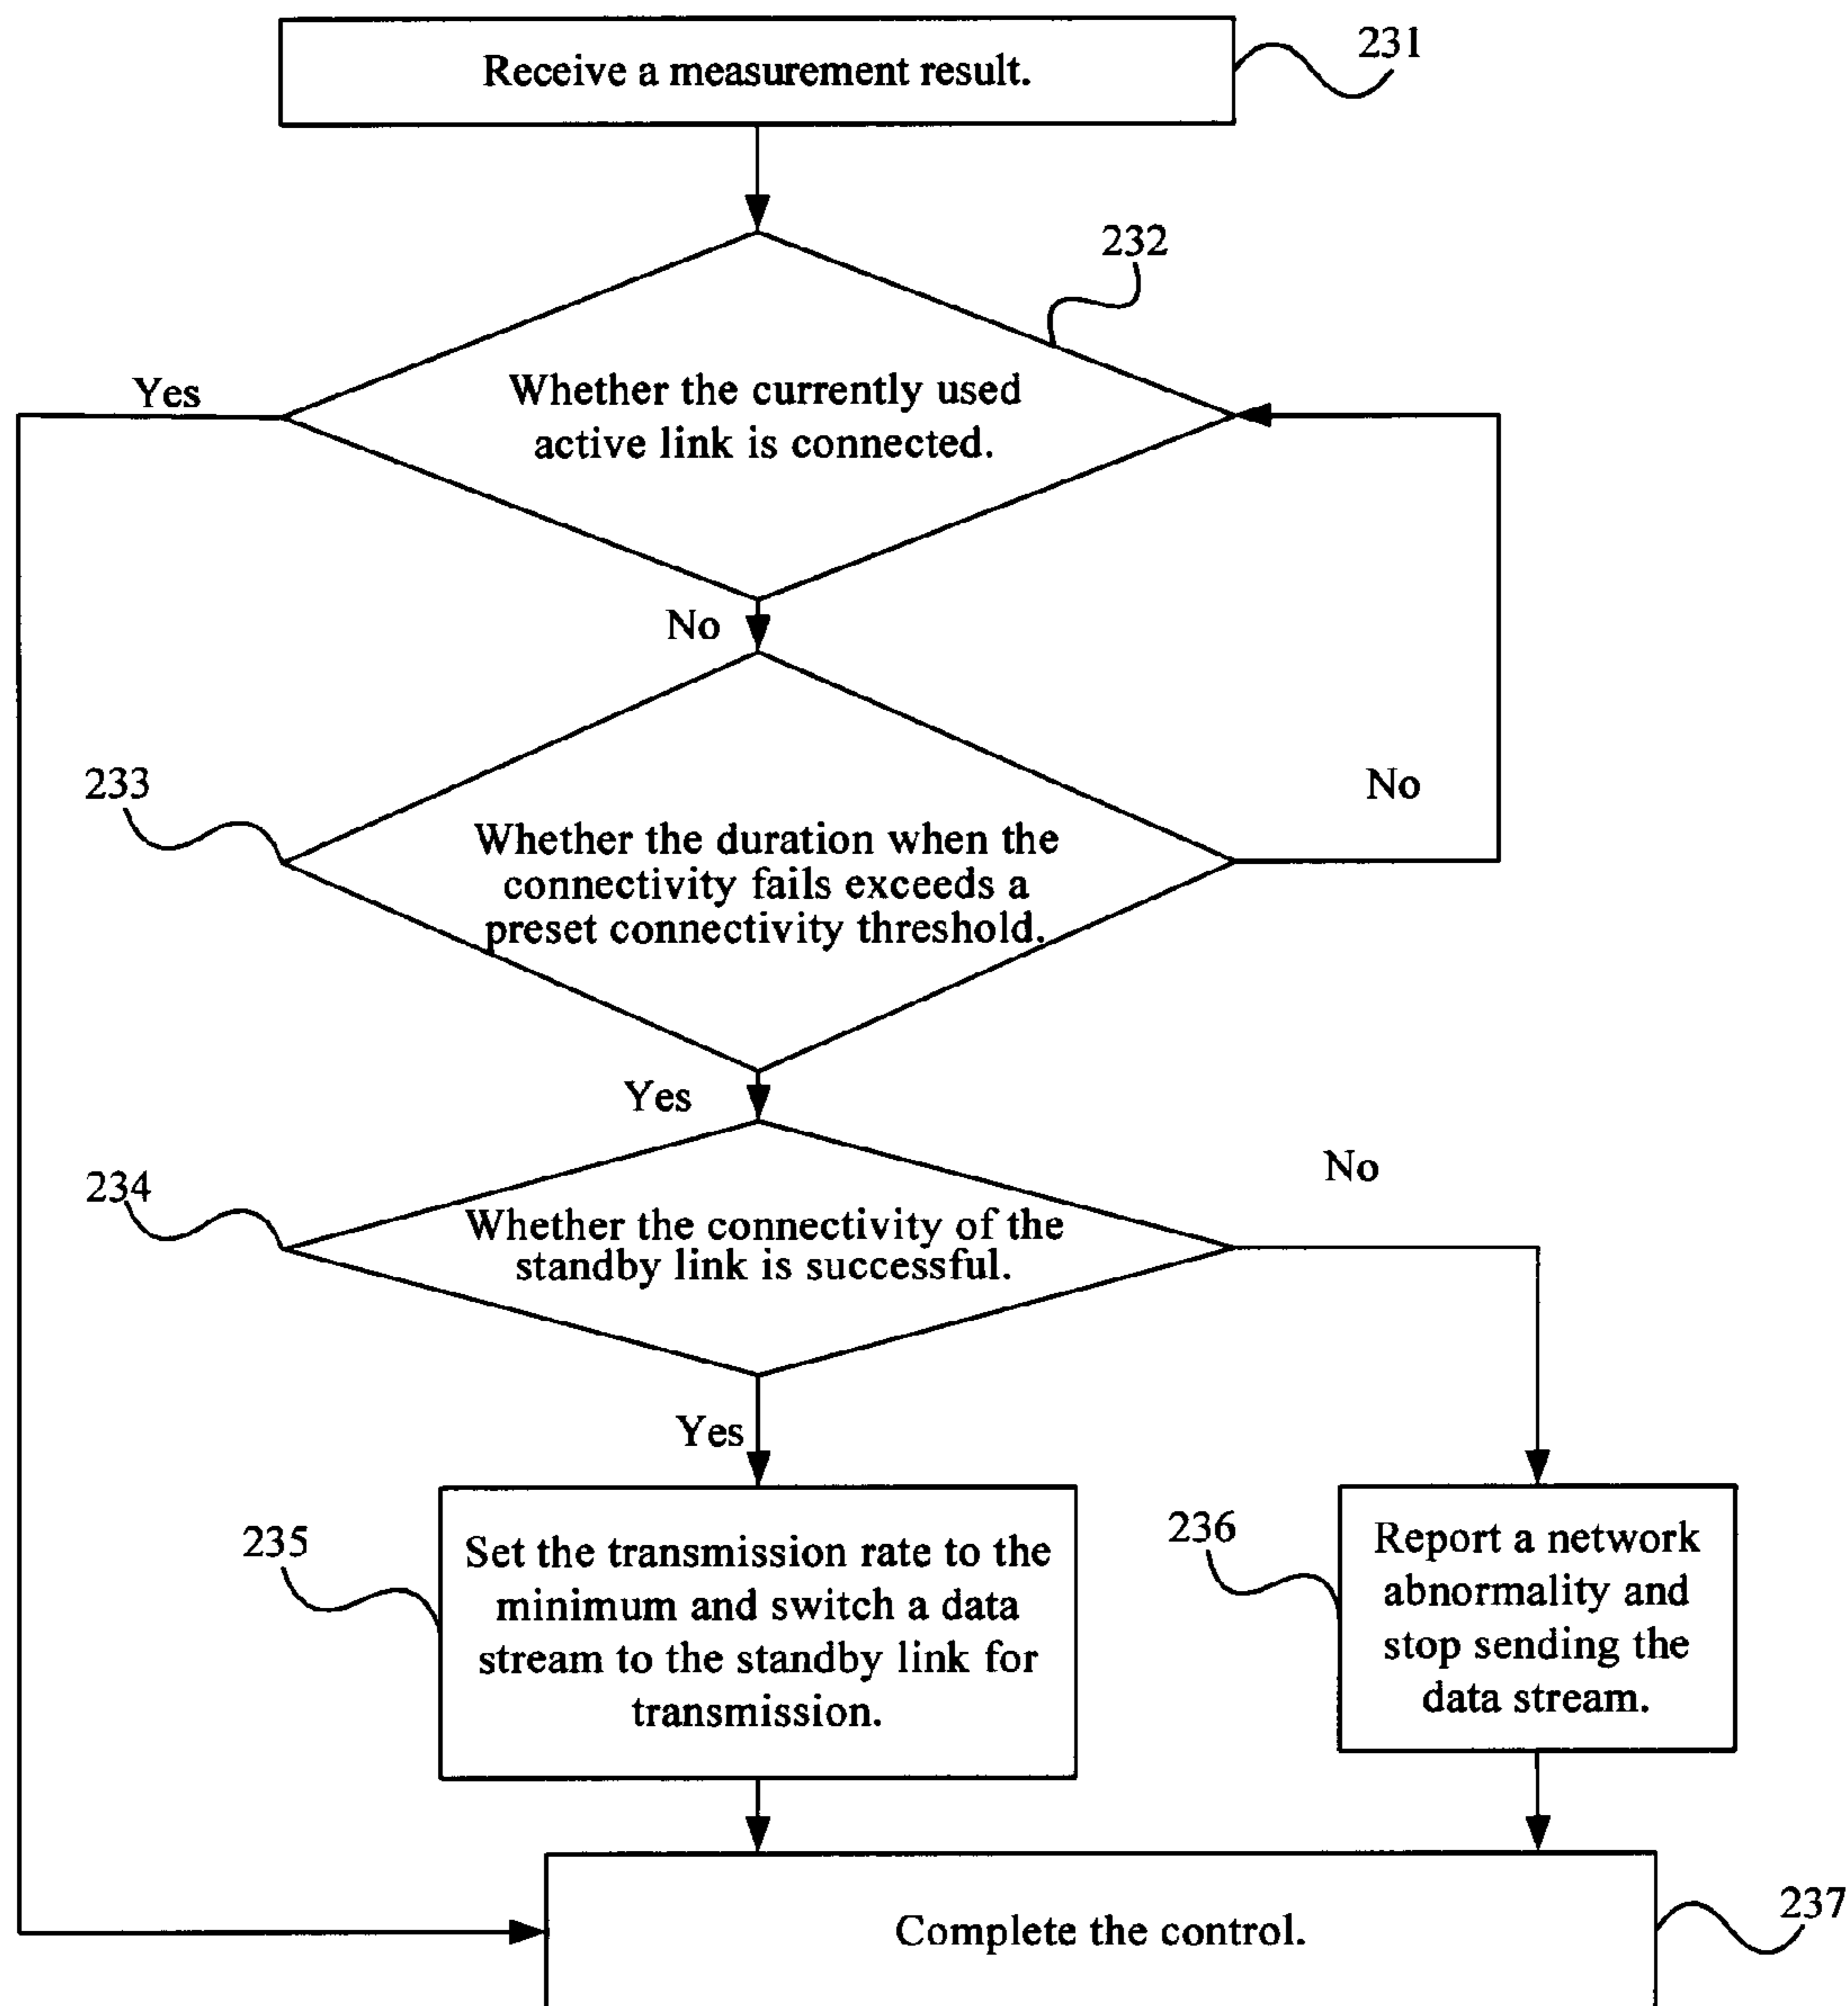 Receive a measurement result.
231
232
Yes
Whether the currently used
active link is connected.
No
233
No
Whether the duration when the
connectivity fails exceeds a
preset connectivity threshold.
Yes
No
234
Whether the connectivity of the
standby link is successful.
Yes
235
Set the transmission rate to the
minimum and switch a data
stream to the standby link for
transmission.
236
Report a network
abnormality and
stop sending the
data stream.
Complete the control.
237